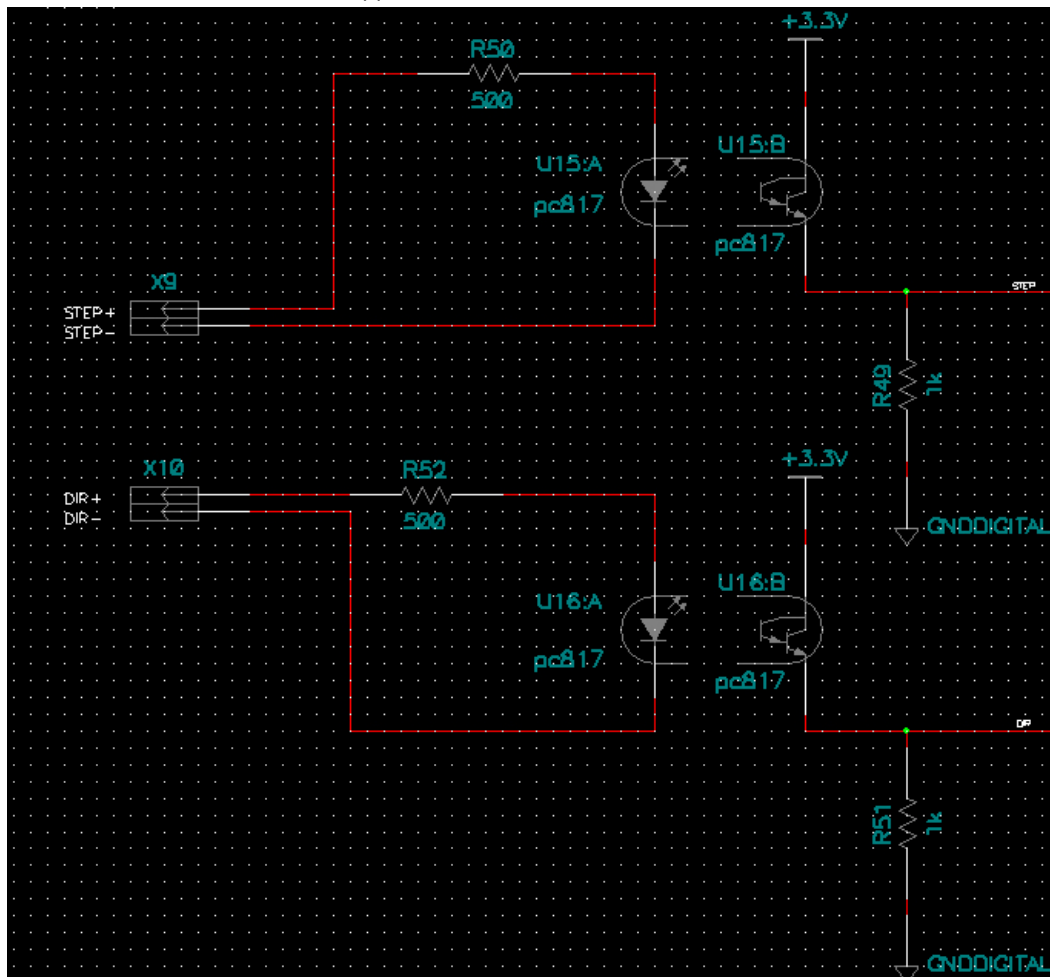 +3.3V
R50
500
U15:A
pc817
U15:B
pc817
X9
STEP+
STEP-
STEP
R49
1k
GNDDIGITAL
X10
DIR+
DIR-
R52
500
+3.3V
U16:A
pc817
U16:B
pc817
DIR
R51
1k
GNDDIGITAL